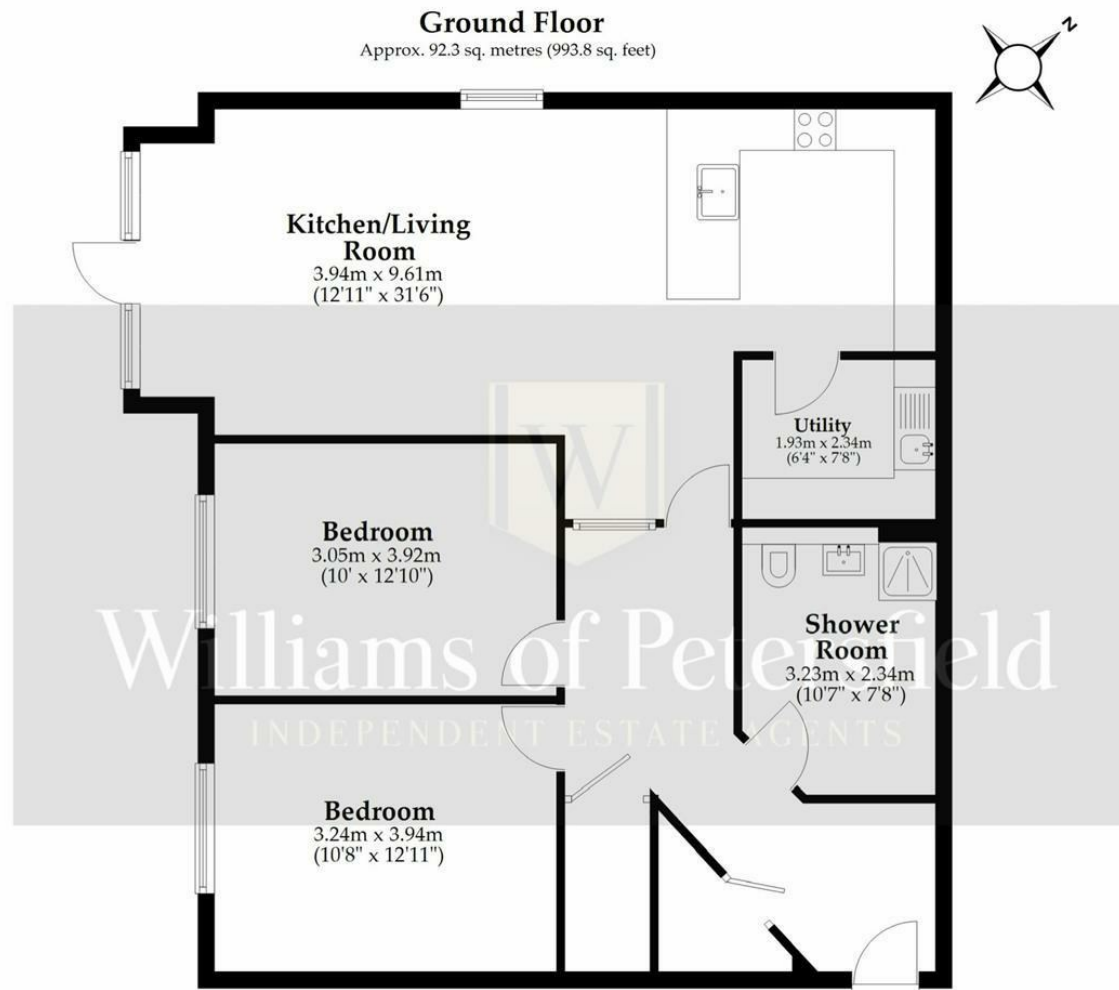 Ground Floor
Approx. 92.3 sq. metres (993.8 sq. feet)
N
Kitchen/Living
Room
3.94m x 9.61m
(12'11" x 31'6")
Utility
1.93m x 2.34m
(6'4" x 7'8")
W
Bedroom
3.05m x 3.92m
(10' x 12'10")
Shower
Room
3.23m x 2.34m
(10'7" x 7'8")
Williams of Petersfield
INDEPENDENT ESTATE AGENTS
Bedroom
3.24m x 3.94m
(10'8" x 12'11")